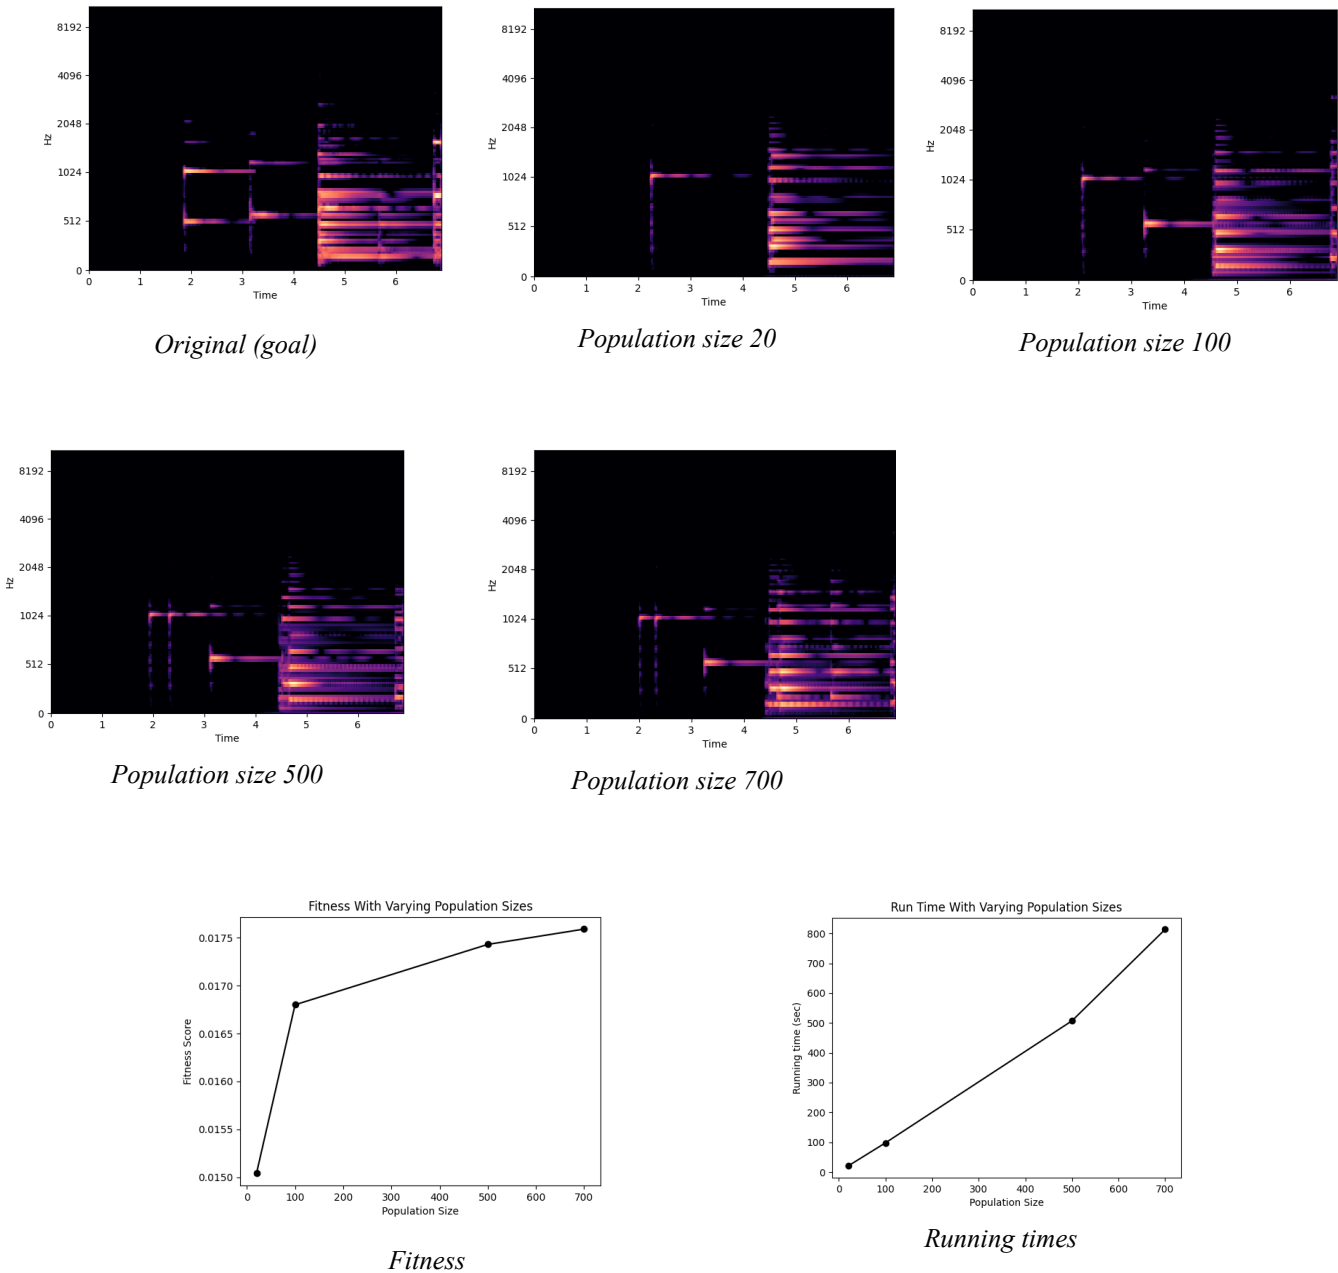 8192
4096
2048
1024
512
0
Hz
0 1 2 3 4 5 6
Time
Original (goal)
8192
4096
2048
1024
512
0
Hz
0 1 2 3 4 5 6
Time
Population size 20
8192
4096
2048
1024
512
0
Hz
0 1 2 3 4 5 6
Time
Population size 100
8192
4096
2048
1024
512
0
Hz
0 1 2 3 4 5 6
Time
Population size 500
8192
4096
2048
1024
512
0
Hz
0 1 2 3 4 5 6
Time
Population size 700
Fitness With Varying Population Sizes
0.0175
0.0170
0.0165
0.0160
0.0155
0.0150
Fitness Score
0 100 200 300 400 500 600 700
Population Size
Fitness
Run Time With Varying Population Sizes
800
700
600
500
400
300
200
100
0
Running time (sec)
0 100 200 300 400 500 600 700
Population Size
Running times